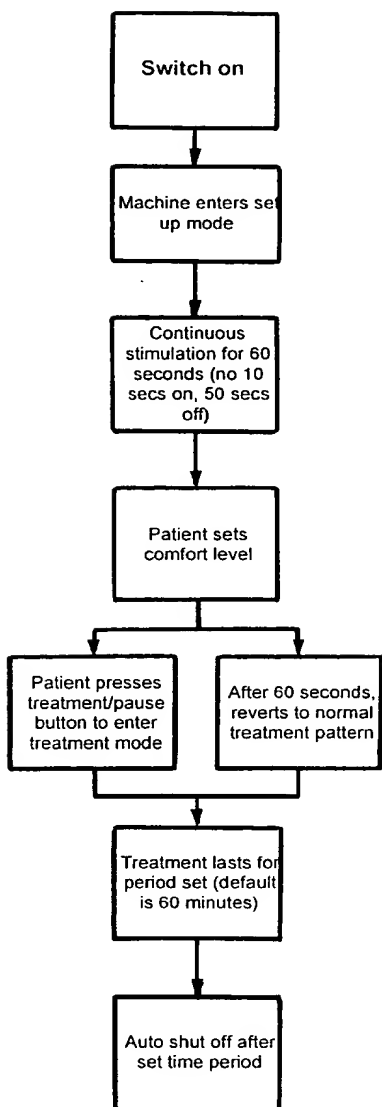 Switch on
Machine enters set
up mode
Continuous
stimulation for 60
seconds (no 10
secs on, 50 secs
off)
Patient sets
comfort level
Patient presses
treatment/pause
button to enter
treatment mode
After 60 seconds,
reverts to normal
treatment pattern
Treatment lasts for
period set (default
is 60 minutes)
Auto shut off after
set time period